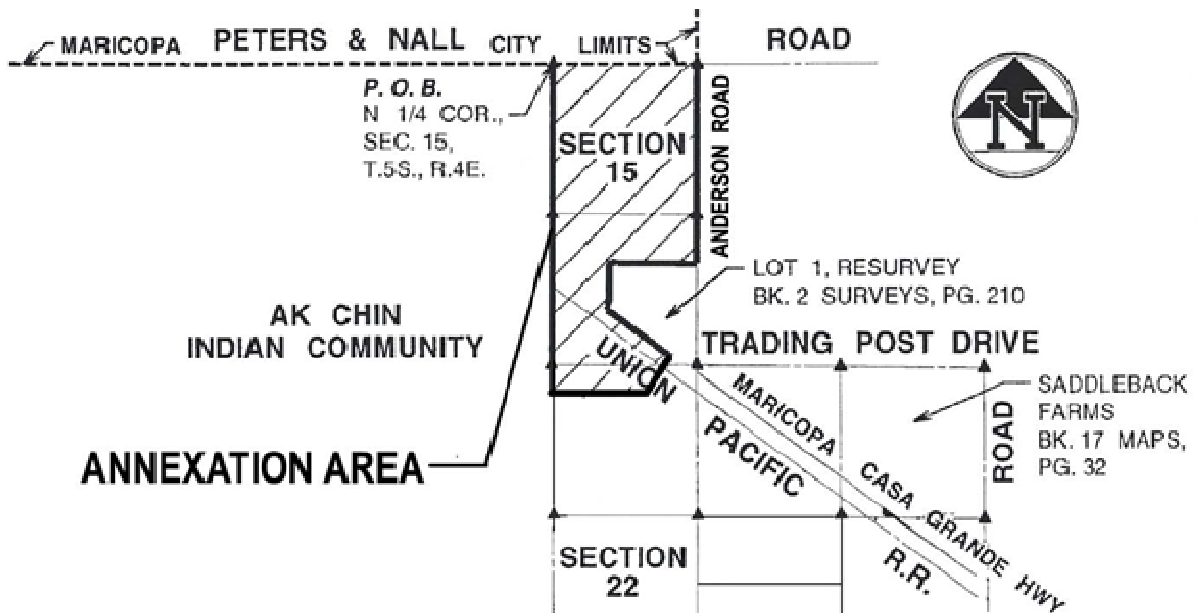 MARICOPA PETERS & NALL CITY LIMITS ROAD
P. O. B.
N 1/4 COR.,
SEC. 15,
T.5S., R.4E.
SECTION
15
ANDERSON ROAD
N
LOT 1, RESURVEY
BK. 2 SURVEYS, PG. 210
AK CHIN
INDIAN COMMUNITY
TRADING POST DRIVE
UNION
PACIFIC
R.R.
MARICOPA CASA GRANDE HWY
SADDLEBACK
FARMS
BK. 17 MAPS,
PG. 32
ROAD
ANNEXATION AREA
SECTION
22